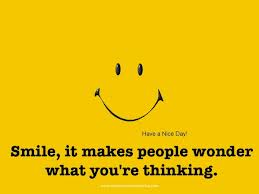 Have a Nice Day!
Smile, it makes people wonder
what you're thinking.